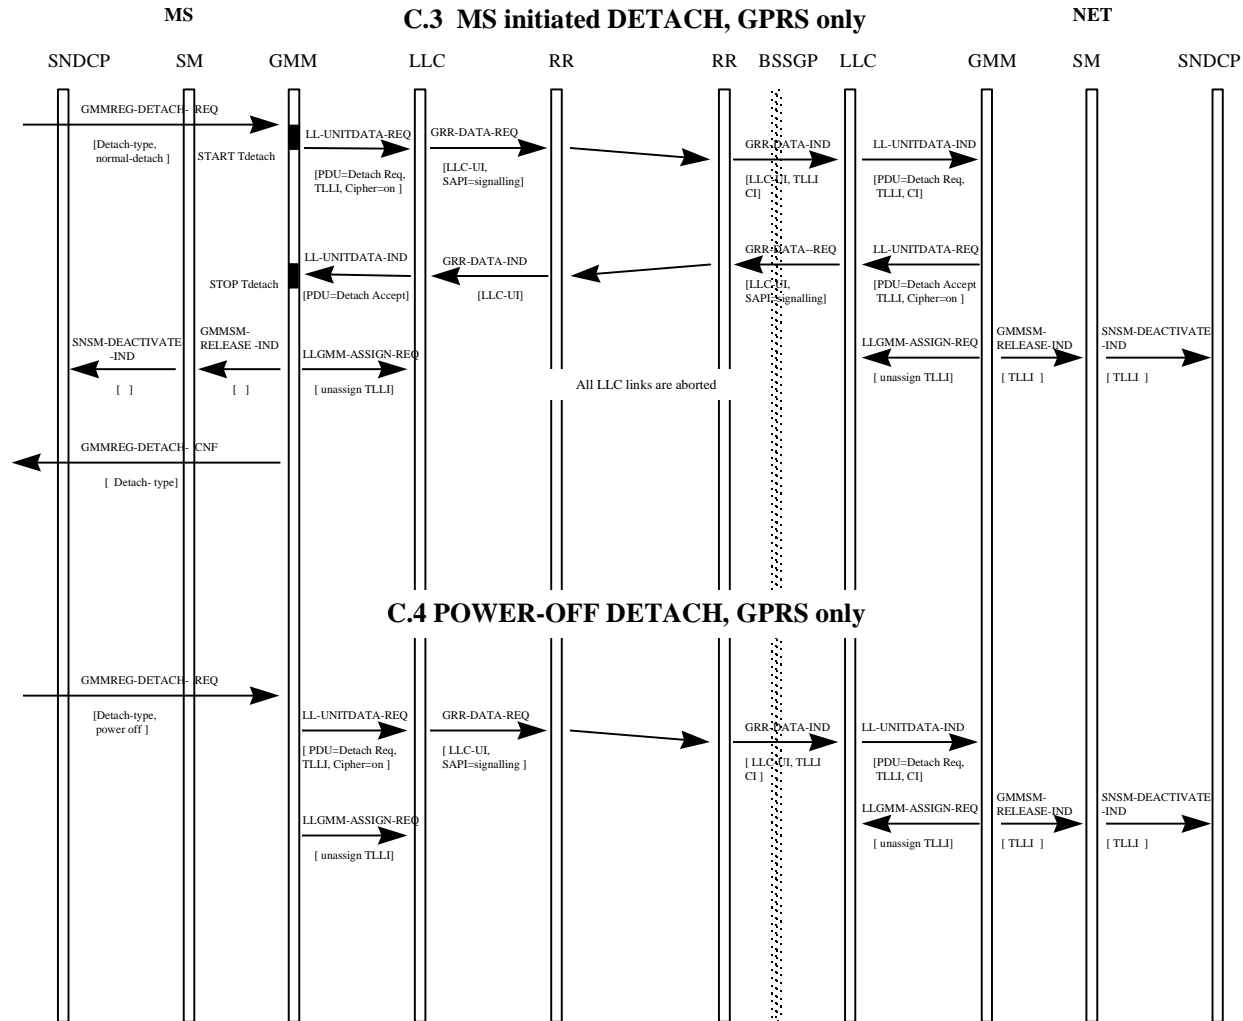 MS
C.3 MS initiated DETACH, GPRS only
NET
SNDCP SM GMM LLC RR RR BSSGP LLC GMM SM SNDCP
GMMREG-DETACH- REQ
[Detach-type,
normal-detach ]
START Tdetach
LL-UNITDATA-REQ
[PDU=Detach Req,
TLLI, Cipher=on ]
GRR-DATA-REQ
[LLC-UI,
SAPI=signalling]
GRR-DATA-IND
[LLC-UI, TLLI
CI]
LL-UNITDATA-IND
[PDU=Detach Req,
TLLI, CI]
LL-UNITDATA-IND
STOP Tdetach
[PDU=Detach Accept]
GRR-DATA-IND
[LLC-UI]
GRR-DATA--REQ
[LLC-UI,
SAPI=signalling]
LL-UNITDATA-REQ
[PDU=Detach Accept
TLLI, Cipher=on ]
SNSM-DEACTIVATE
-IND
[ ]
GMMSM-
RELEASE -IND
[ ]
LLGMM-ASSIGN-REQ
[ unassign TLLI]
All LLC links are aborted
LLGMM-ASSIGN-REQ
[ unassign TLLI]
GMMSM-
RELEASE-IND
[ TLLI ]
SNSM-DEACTIVATE
-IND
[ TLLI ]
GMMREG-DETACH- CNF
[ Detach- type]
C.4 POWER-OFF DETACH, GPRS only
GMMREG-DETACH- REQ
[Detach-type,
power off ]
LL-UNITDATA-REQ
[ PDU=Detach Req,
TLLI, Cipher=on ]
GRR-DATA-REQ
[ LLC-UI,
SAPI=signalling ]
GRR-DATA-IND
[ LLC-UI, TLLI
CI ]
LL-UNITDATA-IND
[PDU=Detach Req,
TLLI, CI]
LLGMM-ASSIGN-REQ
[ unassign TLLI]
LLGMM-ASSIGN-REQ
[ unassign TLLI]
GMMSM-
RELEASE-IND
[ TLLI ]
SNSM-DEACTIVATE
-IND
[ TLLI ]